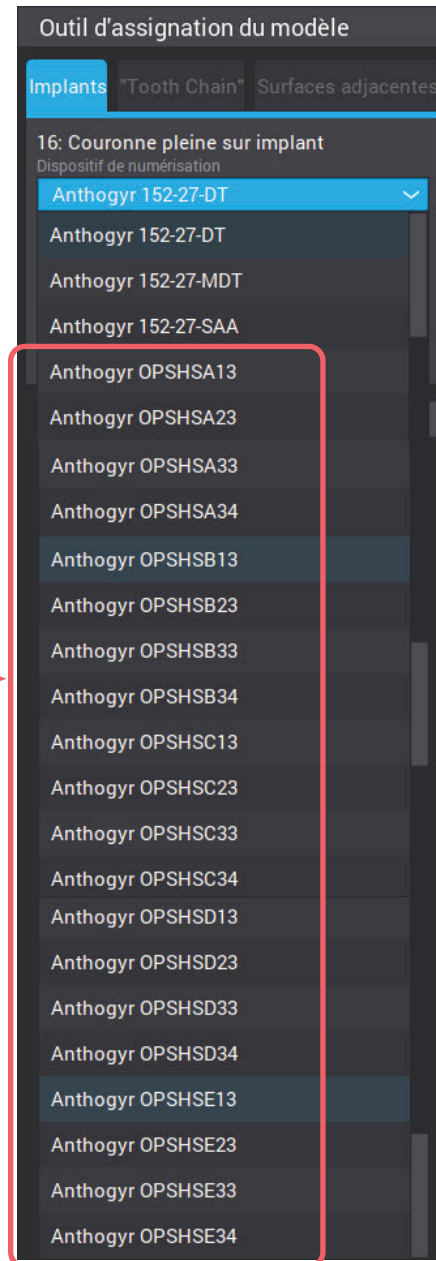 Outil d'assignation du modèle
Implants "Tooth Chain" Surfaces adjacentes
16: Couronne pleine sur implant
Dispositif de numérisation
Anthogyr 152-27-DT
Anthogyr 152-27-DT
Anthogyr 152-27-MDT
Anthogyr 152-27-SAA
Anthogyr OPSHSA13
Anthogyr OPSHSA23
Anthogyr OPSHSA33
Anthogyr OPSHSA34
Anthogyr OPSHSB13
Anthogyr OPSHSB23
Anthogyr OPSHSB33
Anthogyr OPSHSB34
Anthogyr OPSHSC13
Anthogyr OPSHSC23
Anthogyr OPSHSC33
Anthogyr OPSHSC34
Anthogyr OPSHSD13
Anthogyr OPSHSD23
Anthogyr OPSHSD33
Anthogyr OPSHSD34
Anthogyr OPSHSE13
Anthogyr OPSHSE23
Anthogyr OPSHSE33
Anthogyr OPSHSE34